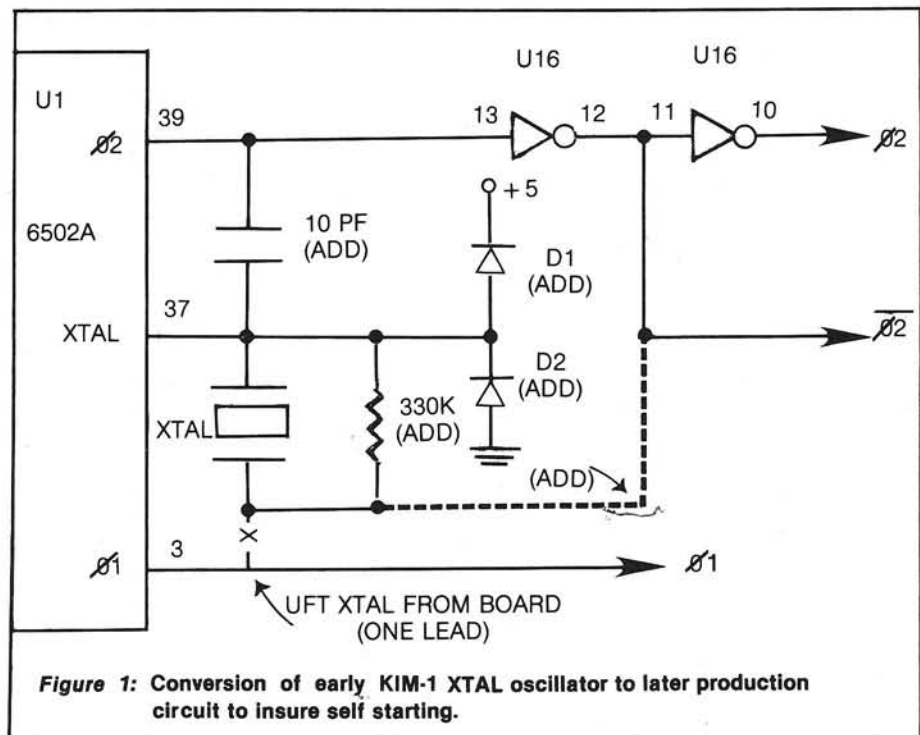 U16 U16
U1
39 13 12 11 10
Ø2 Ø2
+5
10 PF
(ADD)
6502A
D1
(ADD)
37
XTAL Ø2
D2
(ADD)
330K
(ADD)
XTAL
(ADD)
X
3
Ø1 Ø1
UFT XTAL FROM BOARD
(ONE LEAD)
Figure 1: Conversion of early KIM-1 XTAL oscillator to later production
circuit to insure self starting.